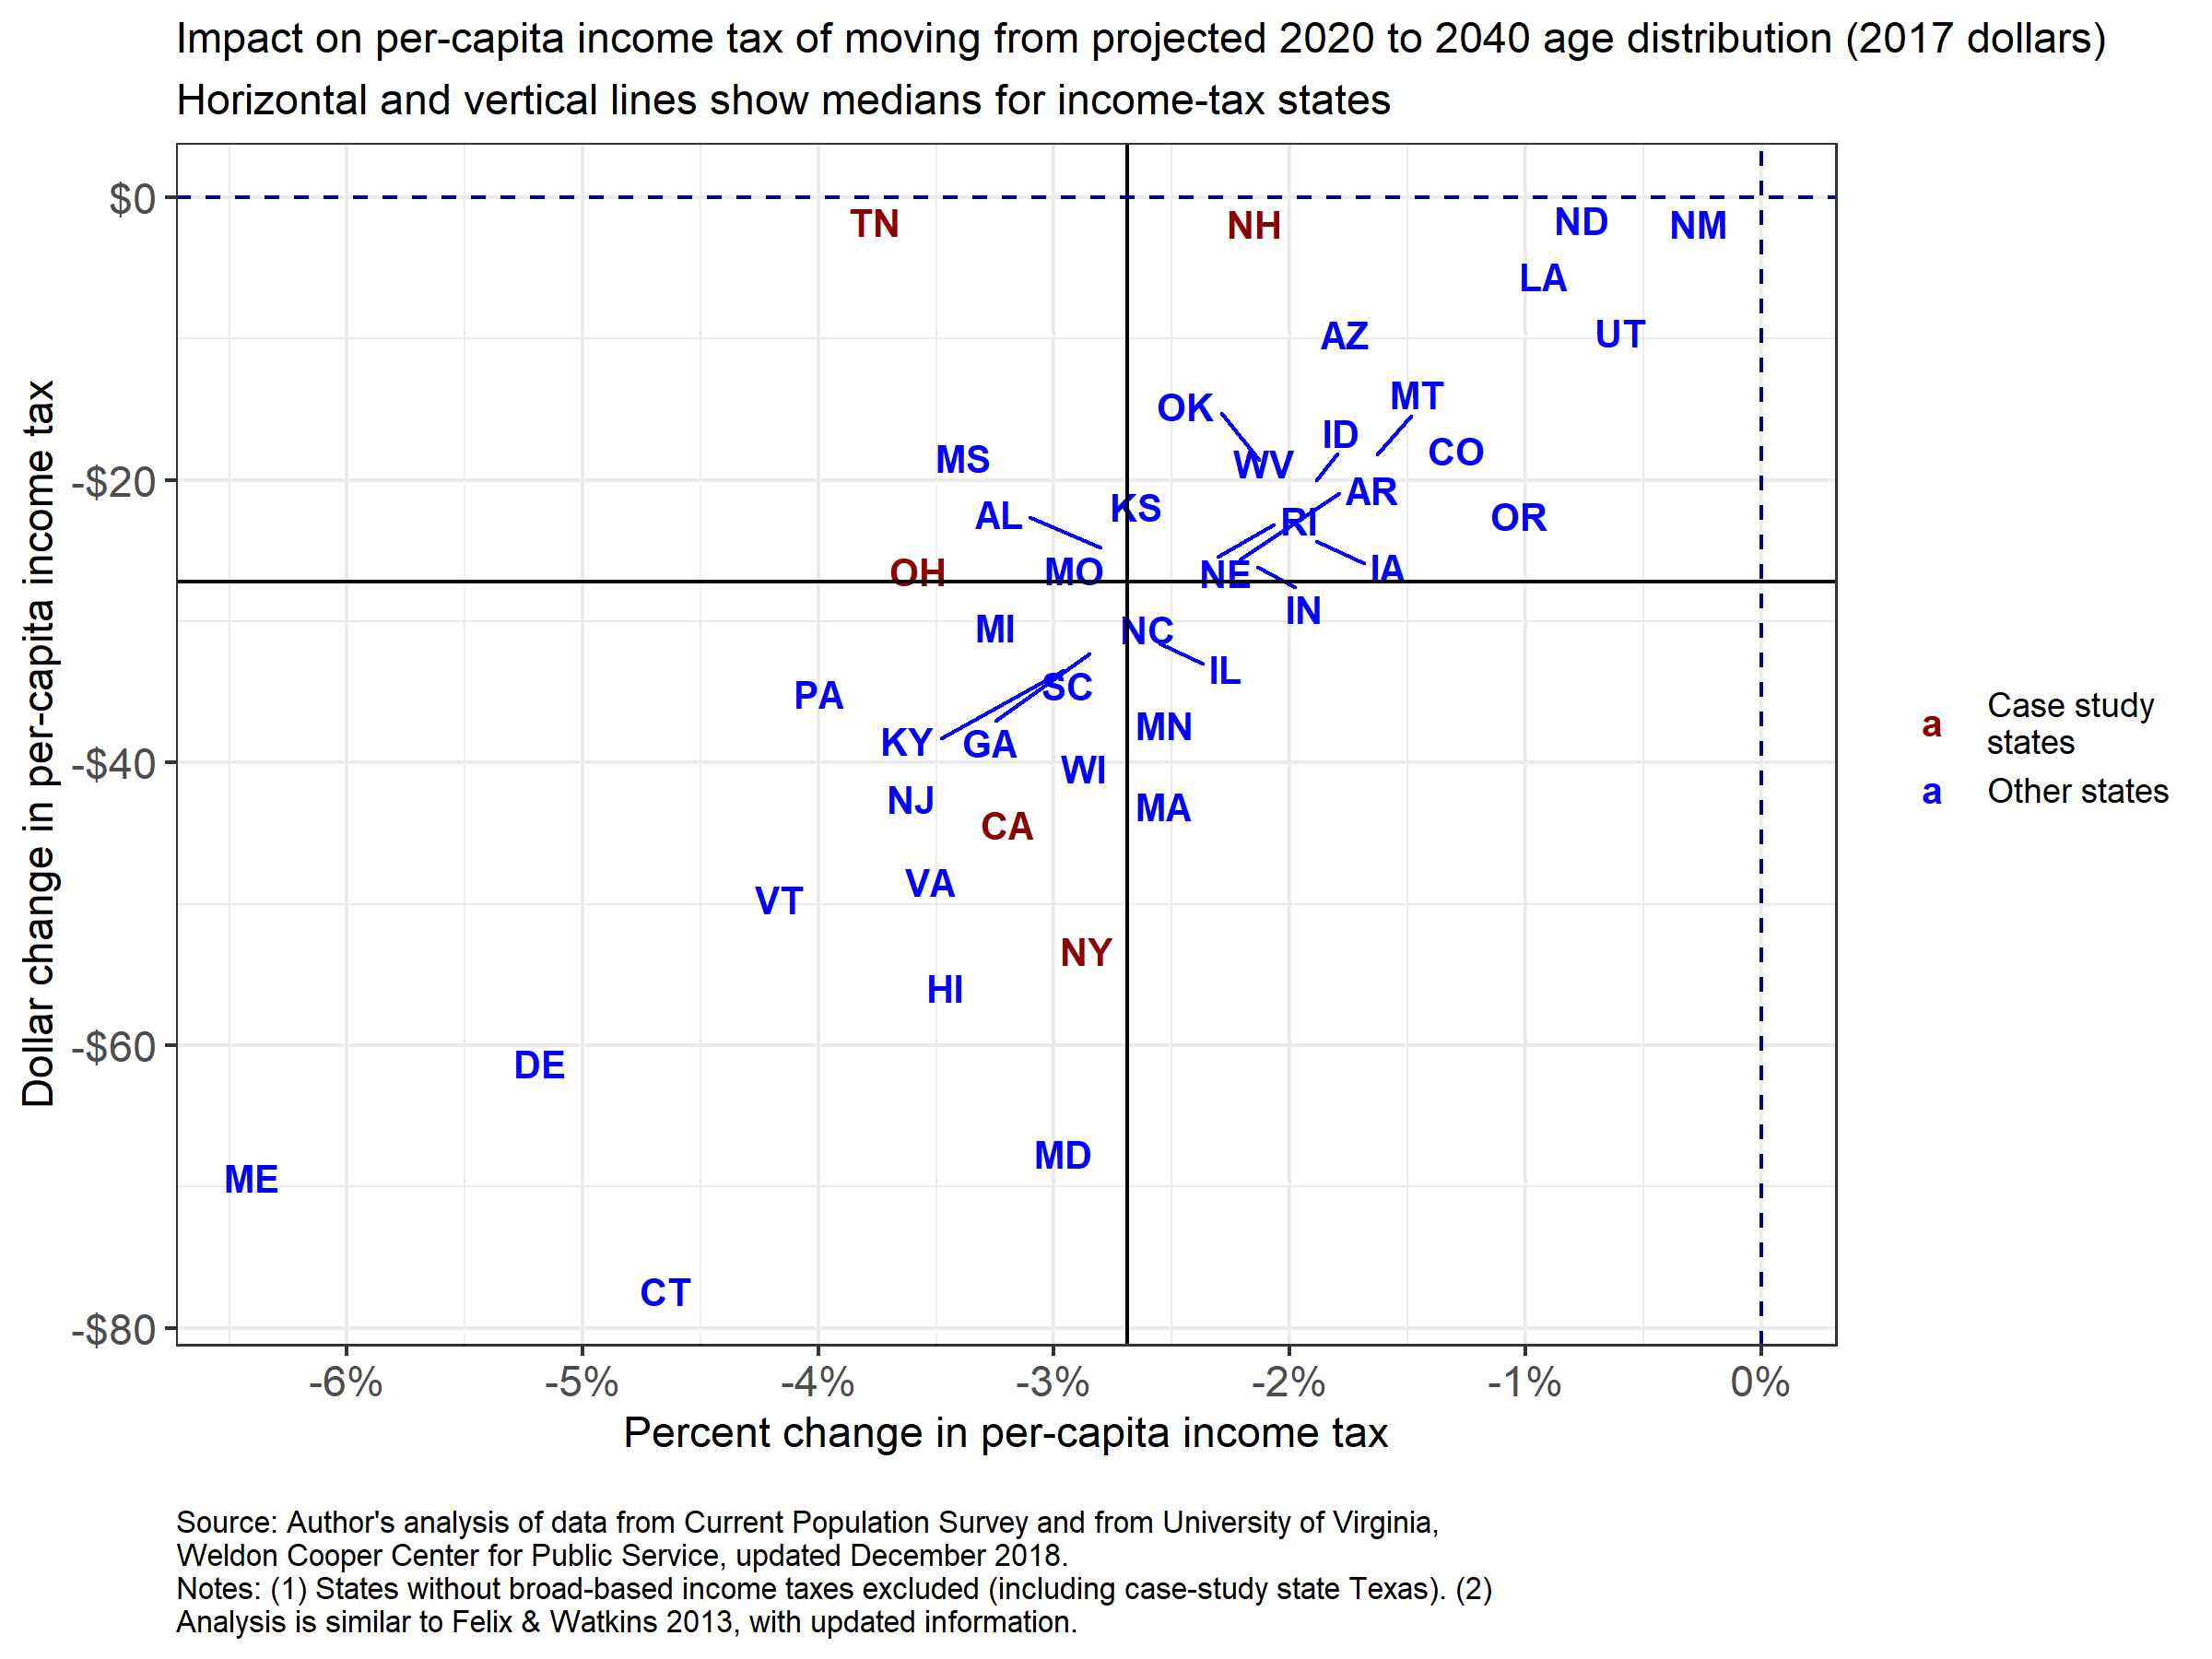 Impact on per-capita income tax of moving from projected 2020 to 2040 age distribution (2017 dollars)
Horizontal and vertical lines show medians for income-tax states
Dollar change in per-capita income tax
$0
-$20
-$40
-$60
-$80
TN
NH
ND
NM
LA
UT
AZ
MT
OK
ID
CO
MS
WV
AR
KS
AL
RI
OR
OH
MO
NE
IA
IN
MI
NC
IL
PA
SC
MN
KY
GA
WI
NJ
MA
CA
VA
VT
NY
HI
DE
MD
ME
CT
-6%
-5%
-4%
-3%
-2%
-1%
0%
Percent change in per-capita income tax
a Case study
states
a Other states
Source: Author's analysis of data from Current Population Survey and from University of Virginia,
Weldon Cooper Center for Public Service, updated December 2018.
Notes: (1) States without broad-based income taxes excluded (including case-study state Texas). (2)
Analysis is similar to Felix & Watkins 2013, with updated information.